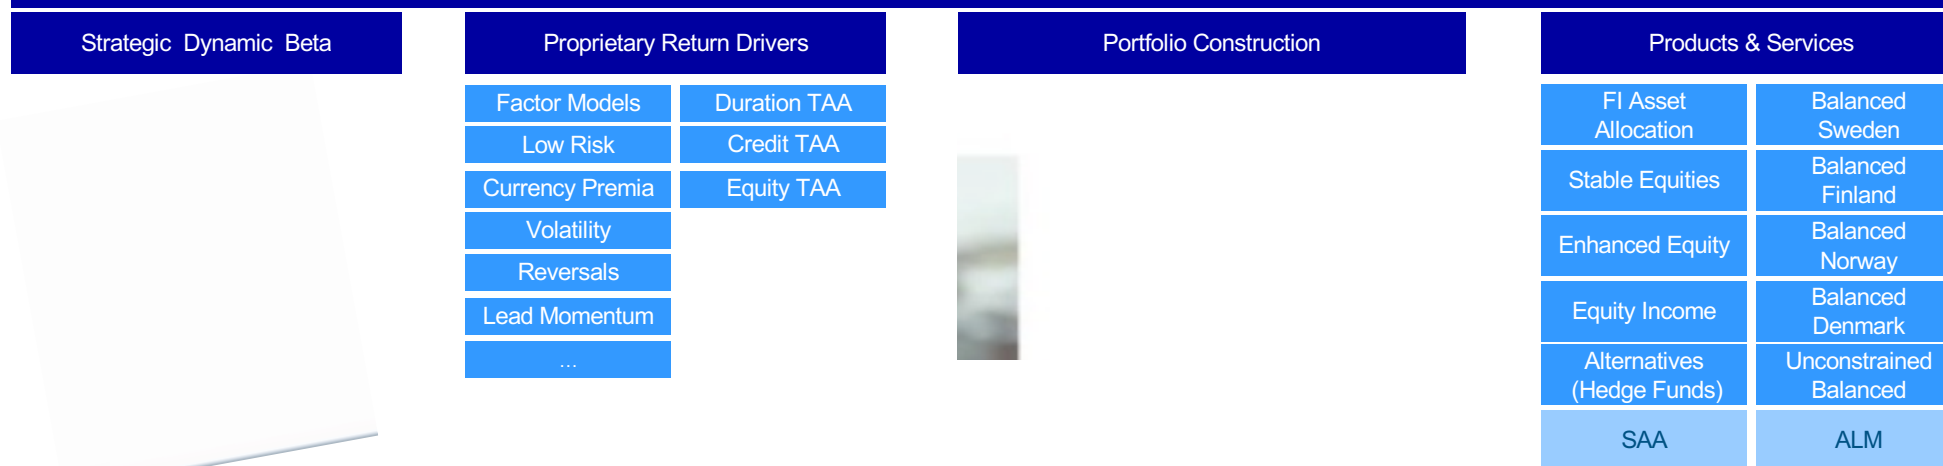 Strategic Dynamic Beta
Proprietary Return Drivers
Portfolio Construction
Products & Services
Factor Models
Duration TAA
Low Risk
Credit TAA
Currency Premia
Equity TAA
Volatility
Reversals
Lead Momentum
...
FI Asset
Allocation
Balanced
Sweden
Stable Equities
Balanced
Finland
Enhanced Equity
Balanced
Norway
Equity Income
Balanced
Denmark
Alternatives
(Hedge Funds)
Unconstrained
Balanced
SAA
ALM